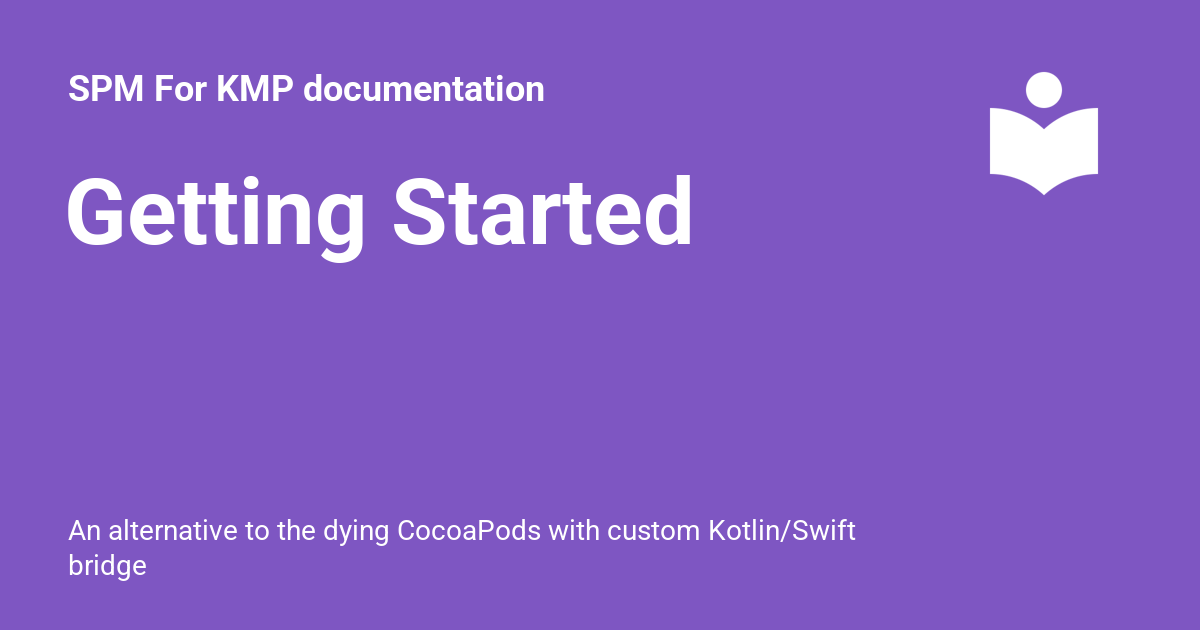 SPM For KMP documentation
Getting Started
An alternative to the dying CocoaPods with custom Kotlin/Swift
bridge